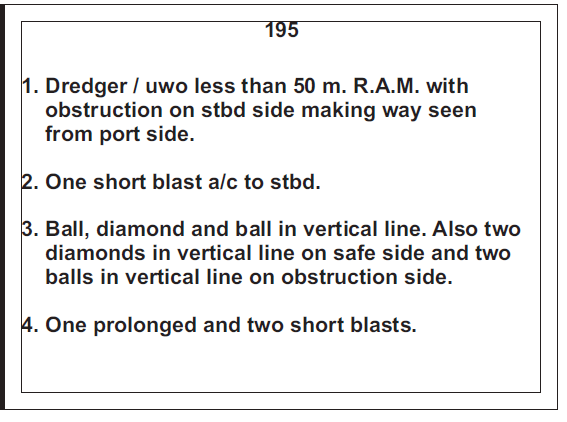 195
1. Dredger / uwo less than 50 m. R.A.M. with
obstruction on stbd side making way seen
from port side.
2. One short blast a/c to stbd.
3. Ball, diamond and ball in vertical line. Also two
diamonds in vertical line on safe side and two
balls in vertical line on obstruction side.
4. One prolonged and two short blasts.